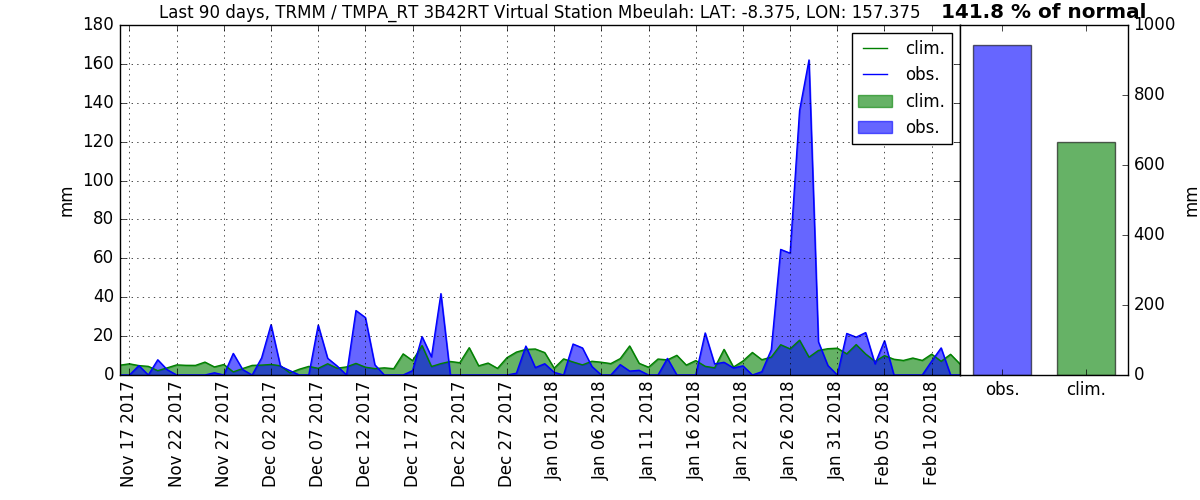 Last 90 days, TRMM / TMPA_RT 3B42RT Virtual Station Mbeulah: LAT: -8.375, LON: 157.375
141.8 % of normal
180
160
140
120
100
80
60
40
20
0
mm
clim.
obs.
clim.
obs.
Nov 17 2017
Nov 22 2017
Nov 27 2017
Dec 02 2017
Dec 07 2017
Dec 12 2017
Dec 17 2017
Dec 22 2017
Dec 27 2017
Jan 01 2018
Jan 06 2018
Jan 11 2018
Jan 16 2018
Jan 21 2018
Jan 26 2018
Jan 31 2018
Feb 05 2018
Feb 10 2018
1000
800
600
400
200
0
mm
obs.
clim.